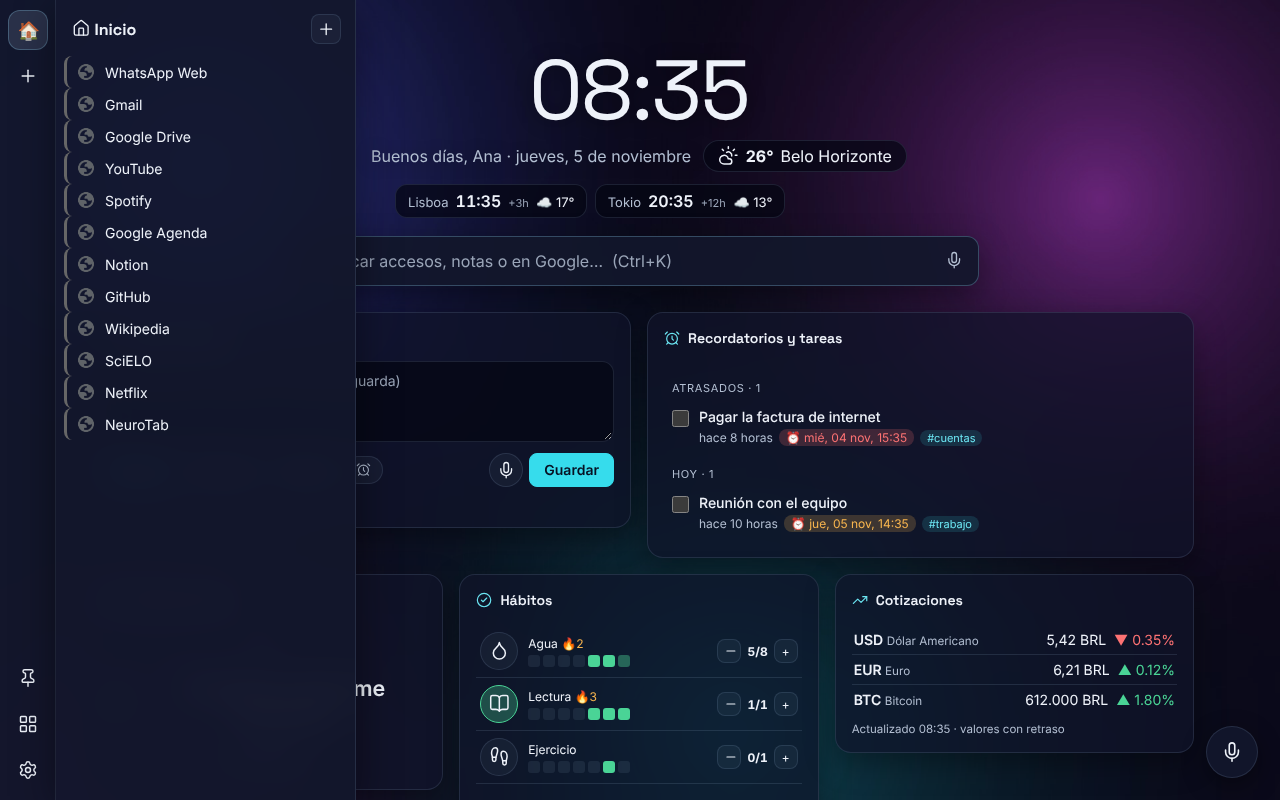 Inicio
WhatsApp Web
Gmail
Google Drive
YouTube
Spotify
Google Agenda
Notion
GitHub
Wikipedia
SciELO
Netflix
NeuroTab
08:35
Buenos días, Ana · jueves, 5 de noviembre
26° Belo Horizonte
Lisboa 11:35 +3h ☁️ 17°
Tokio 20:35 +12h ☁️ 13°
car accesos, notas o en Google... (Ctrl+K)
guarda)
Guardar
Recordatorios y tareas
ATRASADOS · 1
Pagar la factura de internet
hace 8 horas ⏰ mié, 04 nov, 15:35 #cuentas
HOY · 1
Reunión con el equipo
hace 10 horas ⏰ jue, 05 nov, 14:35 #trabajo
me
Hábitos
Agua 🔥2
— 5/8 +
Lectura 🔥3
— 1/1 +
Ejercicio
— 0/1 +
Cotizaciones
USD Dólar Americano 5,42 BRL ▼ 0.35%
EUR Euro 6,21 BRL ▲ 0.12%
BTC Bitcoin 612.000 BRL ▲ 1.80%
Actualizado 08:35 · valores con retraso